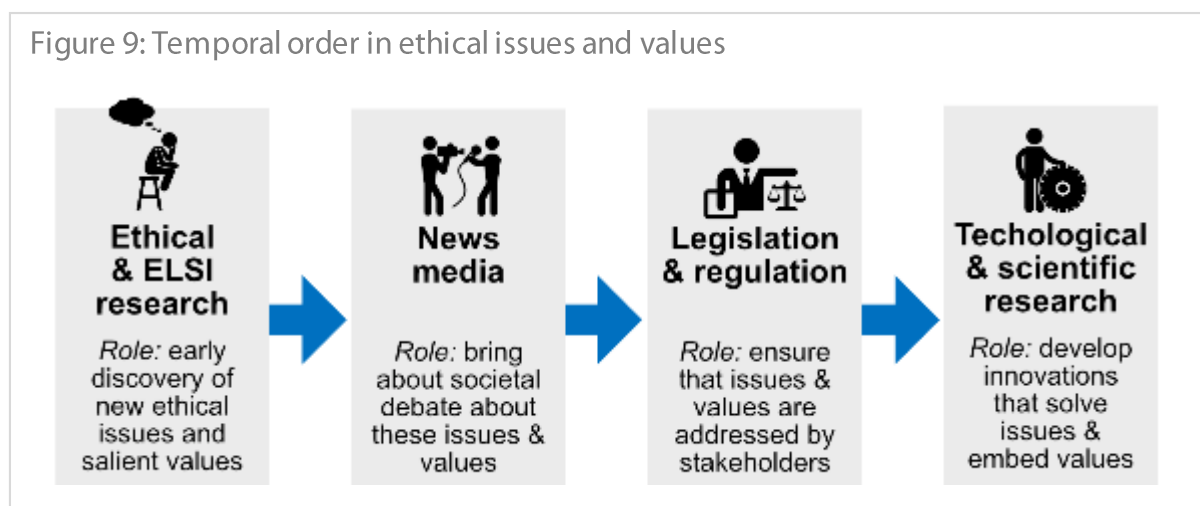 Figure 9: Temporal order in ethical issues and values
Ethical
& ELSI
research
Role: early
discovery of
new ethical
issues and
salient values
News
media
Role: bring
about societal
debate about
these issues &
values
Legislation
& regulation
Role: ensure
that issues &
values are
addressed by
stakeholders
Techological
& scientific
research
Role: develop
innovations
that solve
issues &
embed values